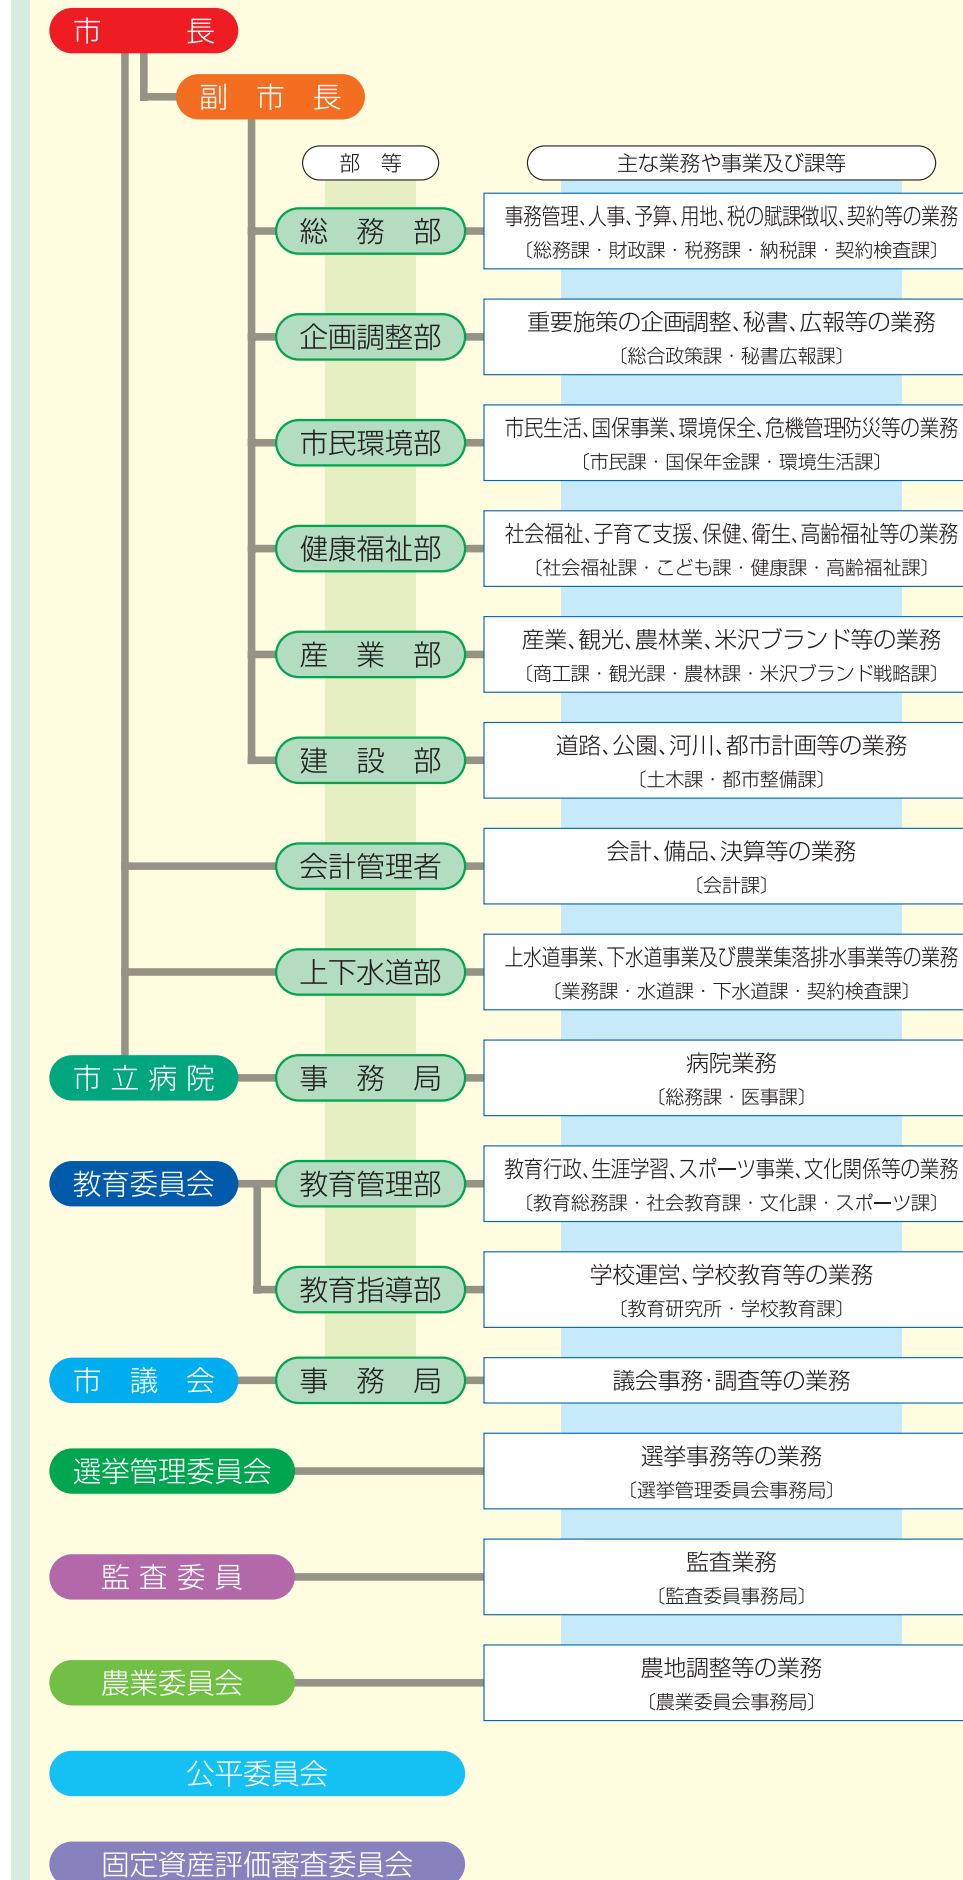 市長
副市長
部等
主な業務や事業及び課等
総務部
事務管理、人事、予算、用地、税の賦課徴収、契約等の業務
〔総務課・財政課・税務課・納税課・契約検査課〕
企画調整部
重要施策の企画調整、秘書、広報等の業務
〔総合政策課・秘書広報課〕
市民環境部
市民生活、国保事業、環境保全、危機管理防災等の業務
〔市民課・国保年金課・環境生活課〕
健康福祉部
社会福祉、子育て支援、保健、衛生、高齢福祉等の業務
〔社会福祉課・こども課・健康課・高齢福祉課〕
産業部
産業、観光、農林業、米沢ブランド等の業務
〔商工課・観光課・農林課・米沢ブランド戦略課〕
建設部
道路、公園、河川、都市計画等の業務
〔土木課・都市整備課〕
会計管理者
会計、備品、決算等の業務
〔会計課〕
上下水道部
上水道事業、下水道事業及び農業集落排水事業等の業務
〔業務課・水道課・下水道課・契約検査課〕
市立病院
事務局
病院業務
〔総務課・医事課〕
教育委員会
教育管理部
教育行政、生涯学習、スポーツ事業、文化関係等の業務
〔教育総務課・社会教育課・文化課・スポーツ課〕
教育指導部
学校運営、学校教育等の業務
〔教育研究所・学校教育課〕
市議会
事務局
議会事務・調査等の業務
選挙管理委員会
選挙事務等の業務
〔選挙管理委員会事務局〕
監査委員
監査業務
〔監査委員事務局〕
農業委員会
農地調整等の業務
〔農業委員会事務局〕
公平委員会
固定資産評価審査委員会